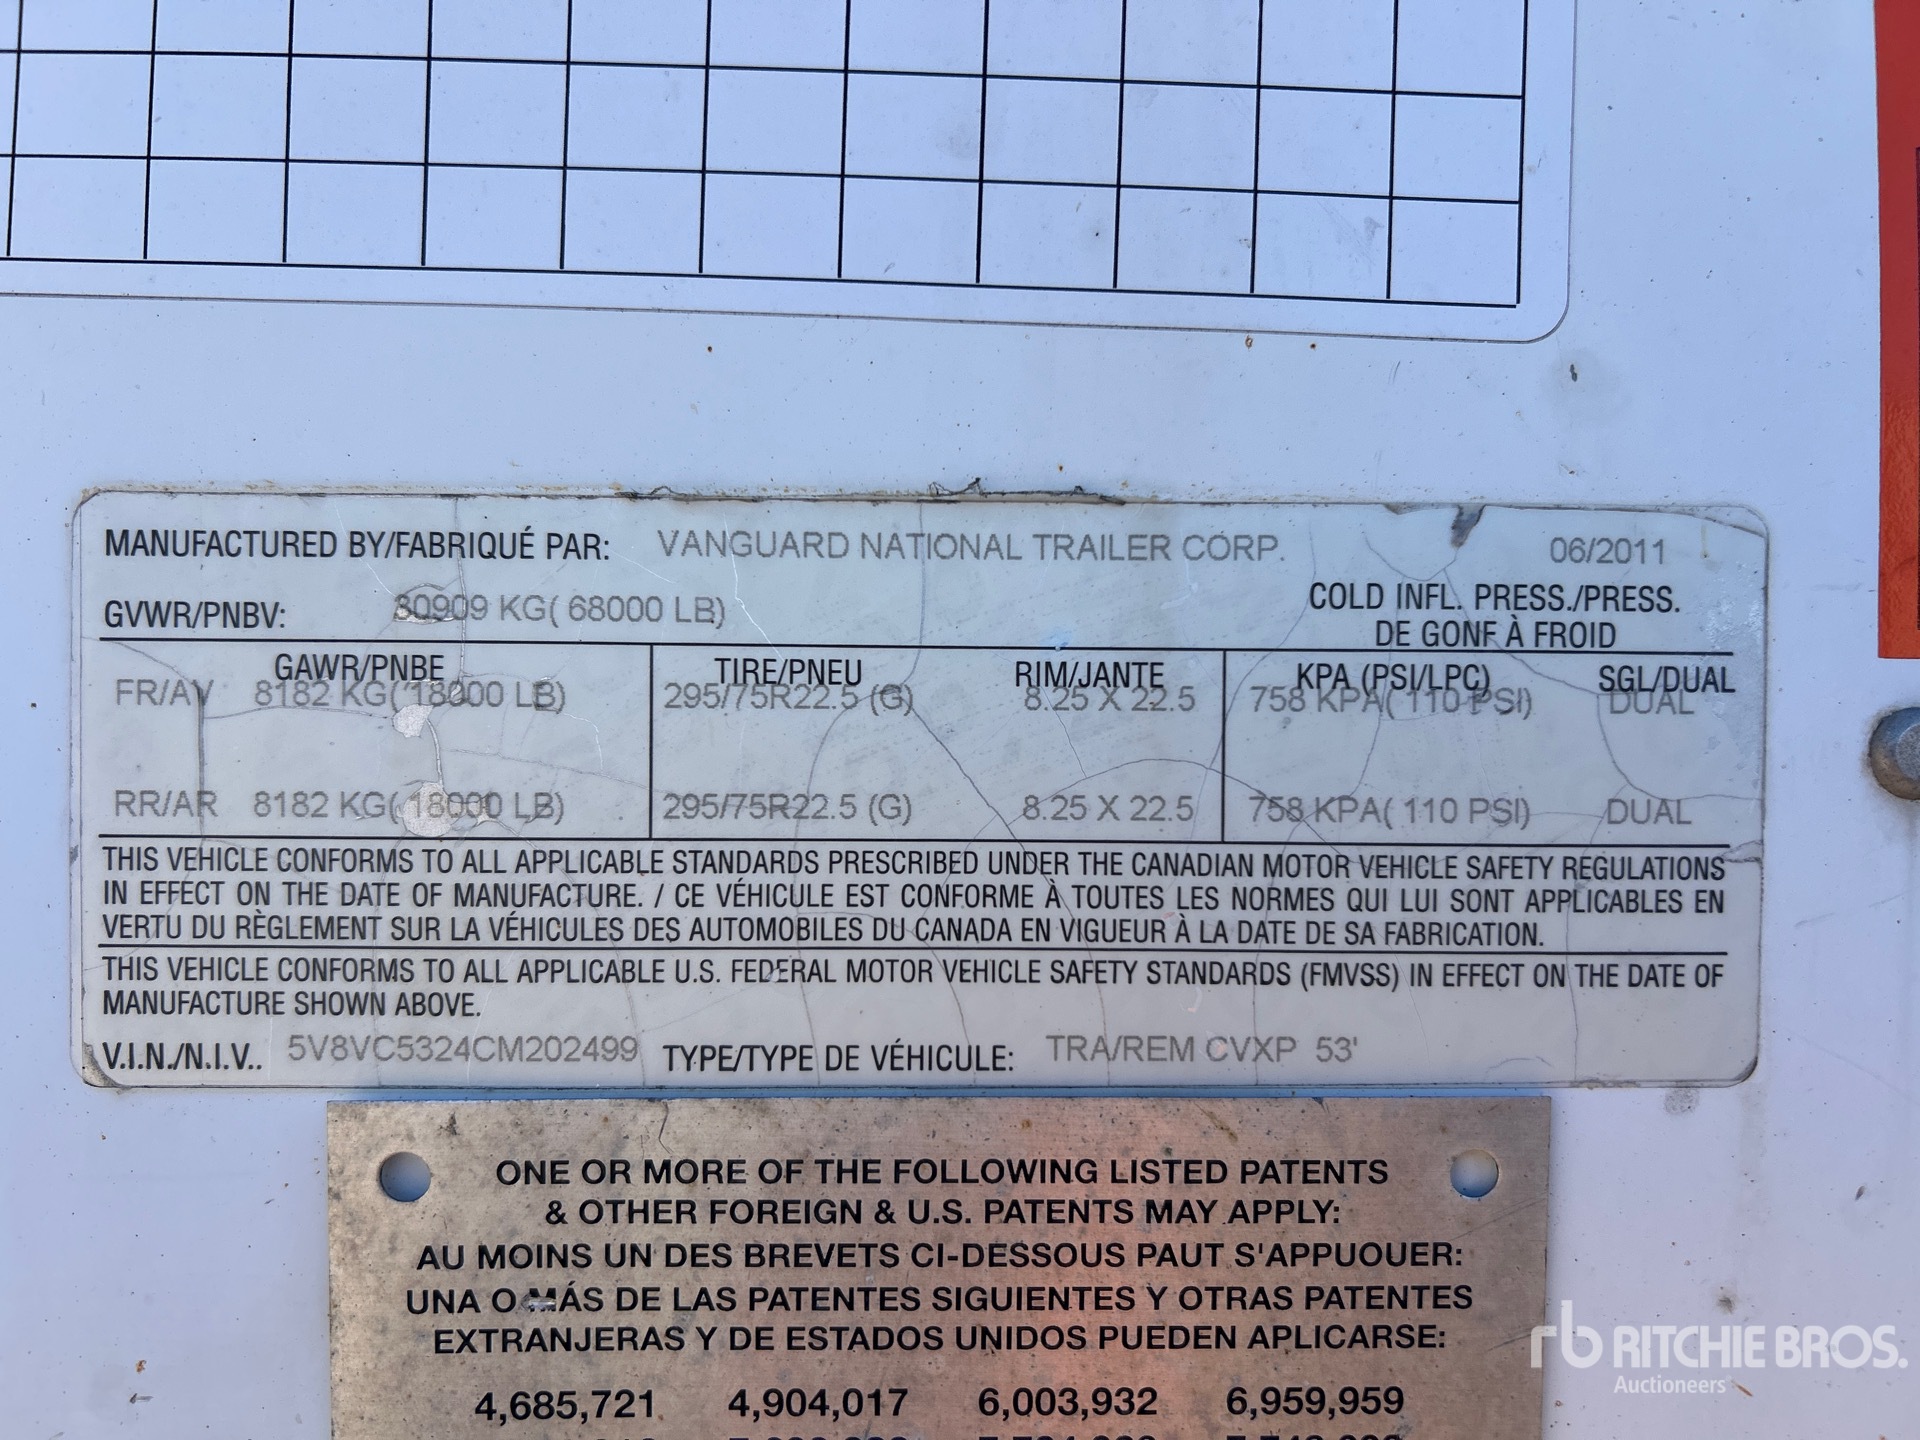 MANUFACTURED BY/FABRIQUÉ PAR: VANGUARD NATIONAL TRAILER CORP. 06/2011
GVWR/PNBV: 30909 KG( 68000 LB)
COLD INFL. PRESS./PRESS.
DE GONF À FROID
GAWR/PNBE TIRE/PNEU RIM/JANTE KPA (PSI/LPC) SGL/DUAL
FR/AV 8182 KG( 18000 LB) 295/75R22.5 (G) 8.25 X 22.5 758 KPA( 110 PSI) DUAL
RR/AR 8182 KG( 18000 LB) 295/75R22.5 (G) 8.25 X 22.5 758 KPA( 110 PSI) DUAL
THIS VEHICLE CONFORMS TO ALL APPLICABLE STANDARDS PRESCRIBED UNDER THE CANADIAN MOTOR VEHICLE SAFETY REGULATIONS
IN EFFECT ON THE DATE OF MANUFACTURE. / CE VÉHICULE EST CONFORME À TOUTES LES NORMES QUI LUI SONT APPLICABLES EN
VERTU DU RÈGLEMENT SUR LA VÉHICULES DES AUTOMOBILES DU CANADA EN VIGUEUR À LA DATE DE SA FABRICATION.
THIS VEHICLE CONFORMS TO ALL APPLICABLE U.S. FEDERAL MOTOR VEHICLE SAFETY STANDARDS (FMVSS) IN EFFECT ON THE DATE OF
MANUFACTURE SHOWN ABOVE.
V.I.N./N.I.V.. 5V8VC5324CM202499 TYPE/TYPE DE VÉHICULE: TRA/REM CVXP 53'
ONE OR MORE OF THE FOLLOWING LISTED PATENTS
& OTHER FOREIGN & U.S. PATENTS MAY APPLY:
AU MOINS UN DES BREVETS CI-DESSOUS PAUT S'APPUOUER:
UNA O MÁS DE LAS PATENTES SIGUIENTES Y OTRAS PATENTES
EXTRANJERAS Y DE ESTADOS UNIDOS PUEDEN APLICARSE:
4,685,721 4,904,017 6,003,932 6,959,959
rb RITCHIE BROS.
Auctioneers